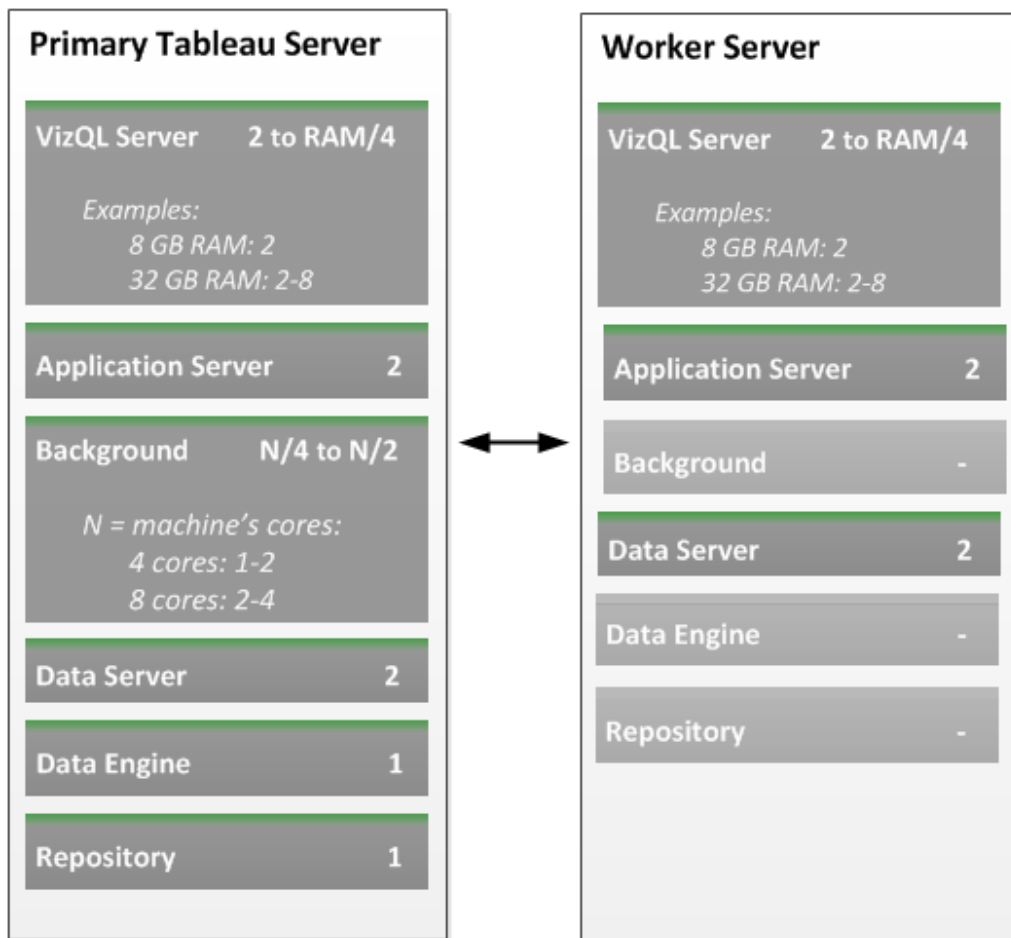 Primary Tableau Server
VizQL Server 2 to RAM/4
Examples:
8 GB RAM: 2
32 GB RAM: 2-8
Application Server 2
Background N/4 to N/2
N = machine's cores:
4 cores: 1-2
8 cores: 2-4
Data Server 2
Data Engine 1
Repository 1
Worker Server
VizQL Server 2 to RAM/4
Examples:
8 GB RAM: 2
32 GB RAM: 2-8
Application Server 2
Background -
Data Server 2
Data Engine -
Repository -